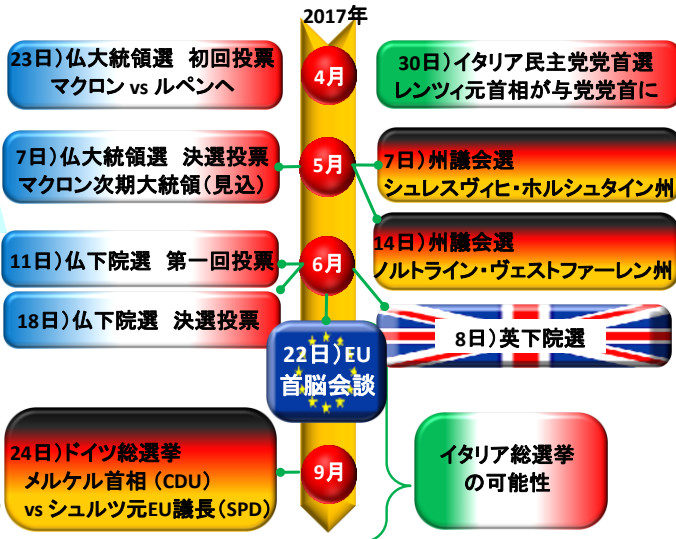 2017年
23日）仏大統領選　初回投票
マクロン vs ルペンへ
4月
30日）イタリア民主党党首選
レンツィ元首相が与党党首に
7日）仏大統領選　決選投票
マクロン次期大統領（見込）
5月
7日）州議会選
シュレスヴィヒ・ホルシュタイン州
14日）州議会選
ノルトライン・ヴェストファーレン州
11日）仏下院選　第一回投票
6月
18日）仏下院選　決選投票
8日）英下院選
22日）EU
首脳会談
24日）ドイツ総選挙
メルケル首相（CDU）
vs シュルツ元EU議長（SPD）
9月
イタリア総選挙
の可能性